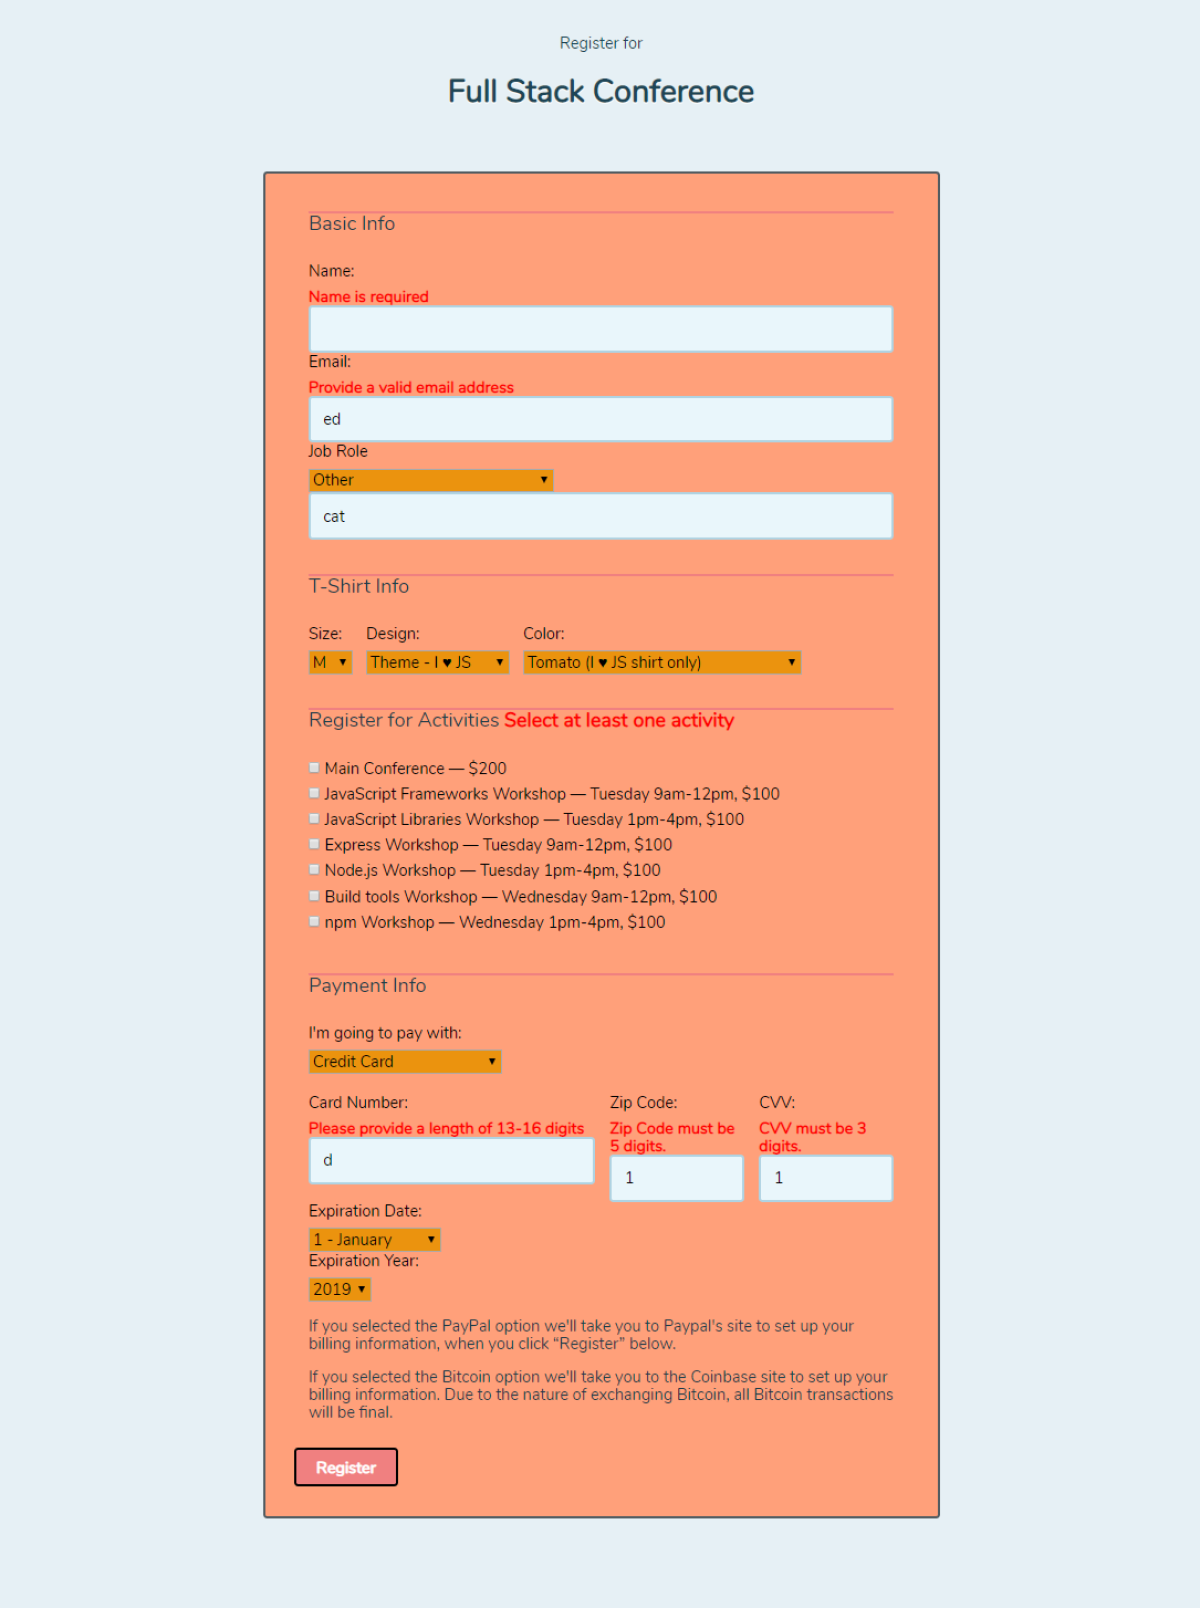 Register for
Full Stack Conference
Basic Info
Name:
Name is required
Email:
Provide a valid email address
ed
Job Role
Other
cat
T-Shirt Info
Size: Design: Color:
M Theme - I ♥ JS Tomato (I ♥ JS shirt only)
Register for Activities Select at least one activity
Main Conference — $200
JavaScript Frameworks Workshop — Tuesday 9am-12pm, $100
JavaScript Libraries Workshop — Tuesday 1pm-4pm, $100
Express Workshop — Tuesday 9am-12pm, $100
Node.js Workshop — Tuesday 1pm-4pm, $100
Build tools Workshop — Wednesday 9am-12pm, $100
npm Workshop — Wednesday 1pm-4pm, $100
Payment Info
I'm going to pay with:
Credit Card
Card Number:
Please provide a length of 13-16 digits
d
Zip Code:
Zip Code must be
5 digits.
1
CVV:
CVV must be 3
digits.
1
Expiration Date:
1 - January
Expiration Year:
2019
If you selected the PayPal option we'll take you to Paypal's site to set up your
billing information, when you click “Register” below.
If you selected the Bitcoin option we'll take you to the Coinbase site to set up your
billing information. Due to the nature of exchanging Bitcoin, all Bitcoin transactions
will be final.
Register